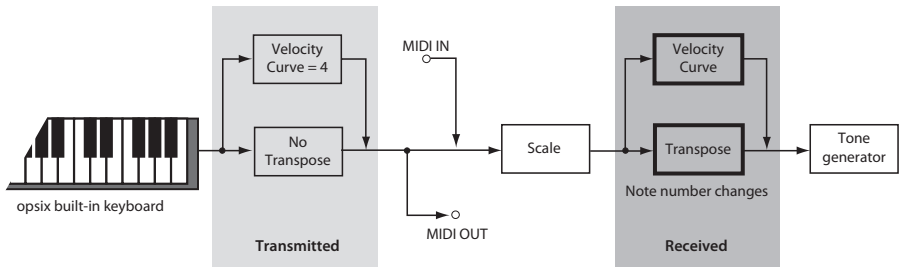 Velocity
Curve = 4
No
Transpose
opsix built-in keyboard
Transmitted
MIDI IN
MIDI OUT
Scale
Velocity
Curve
Transpose
Note number changes
Received
Tone
generator